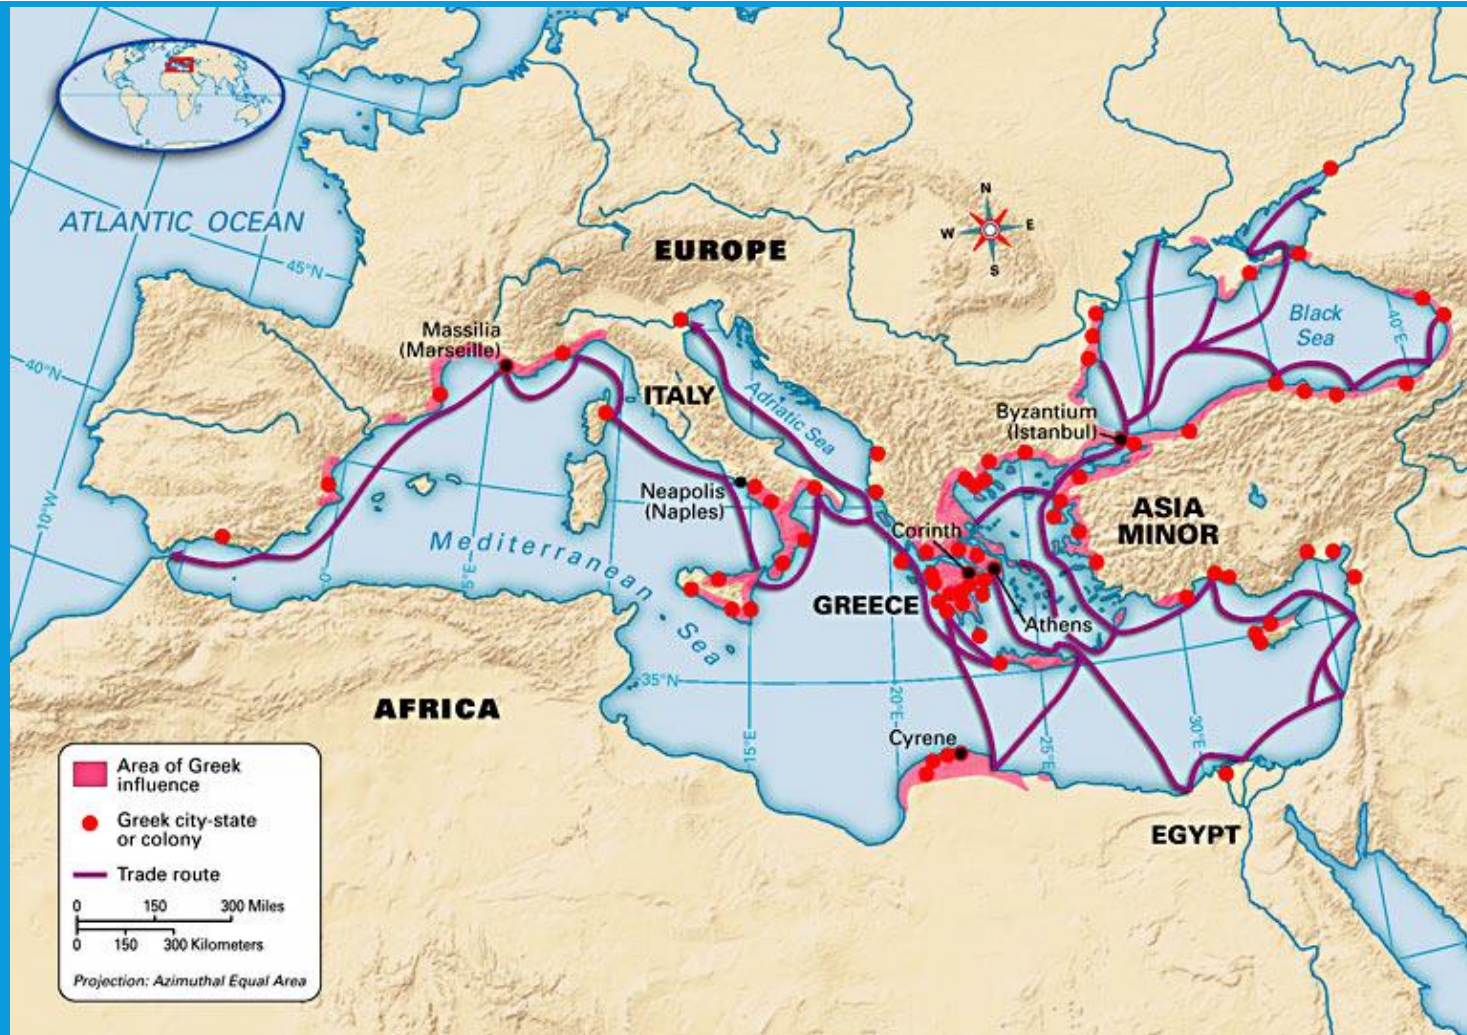 ATLANTIC OCEAN
45°N
40°N
10°W
0°
5°E
EUROPE
N
W
E
S
Massilia
(Marseille)
ITALY
Adriatic Sea
Black
Sea
40°E
Byzantium
(Istanbul)
Neapolis
(Naples)
Corinth
ASIA
MINOR
Mediterranean Sea
GREECE
Athens
35°N
20°E
15°E
25°E
30°E
AFRICA
Cyrene
EGYPT
Area of Greek
influence
Greek city-state
or colony
Trade route
0 150 300 Miles
0 150 300 Kilometers
Projection: Azimuthal Equal Area